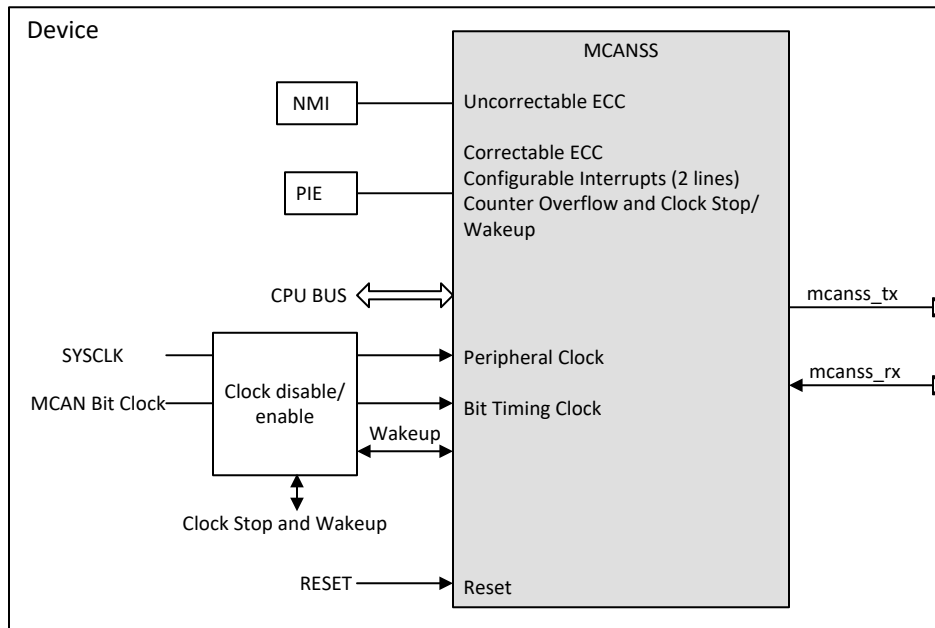 Device
MCANSS
NMI
Uncorrectable ECC
Correctable ECC
Configurable Interrupts (2 lines)
Counter Overflow and Clock Stop/
Wakeup
PIE
CPU BUS
mcanss_tx
SYSCLK
Peripheral Clock
mcanss_rx
Clock disable/
enable
MCAN Bit Clock
Bit Timing Clock
Wakeup
Clock Stop and Wakeup
RESET
Reset